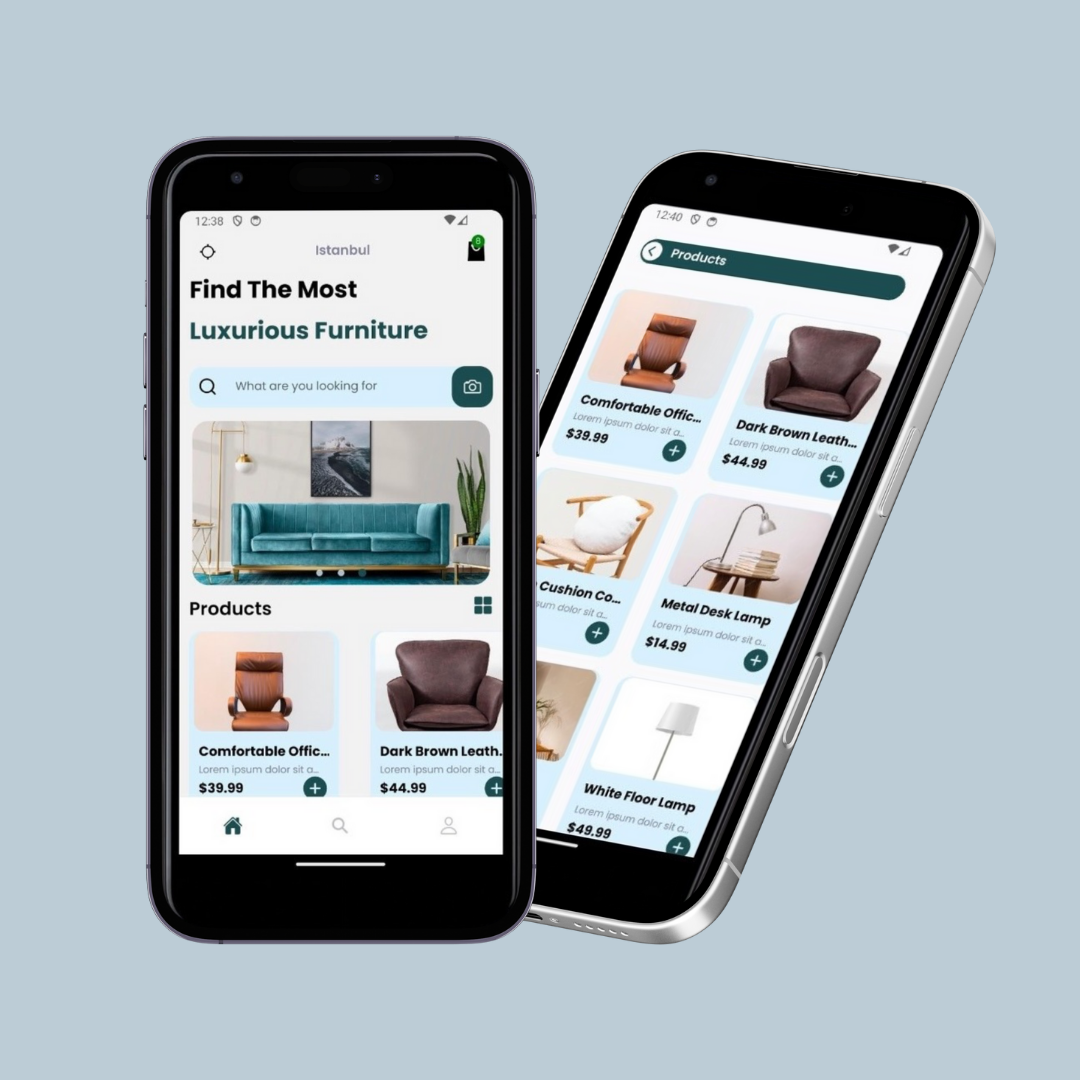 12:38
Istanbul
8
Find The Most
Luxurious Furniture
What are you looking for
Products
Comfortable Offic...
Lorem ipsum dolor sit a...
$39.99
Dark Brown Leath.
Lorem ipsum dolor sit a...
$44.99
12:40
Products
Comfortable Offic...
Lorem ipsum dolor sit a...
$39.99
Dark Brown Leath...
Lorem ipsum dolor sit a...
$44.99
Cushion Co...
sum dolor sit a...
Metal Desk Lamp
Lorem ipsum dolor sit a...
$14.99
White Floor Lamp
Lorem ipsum dolor sit a...
$49.99